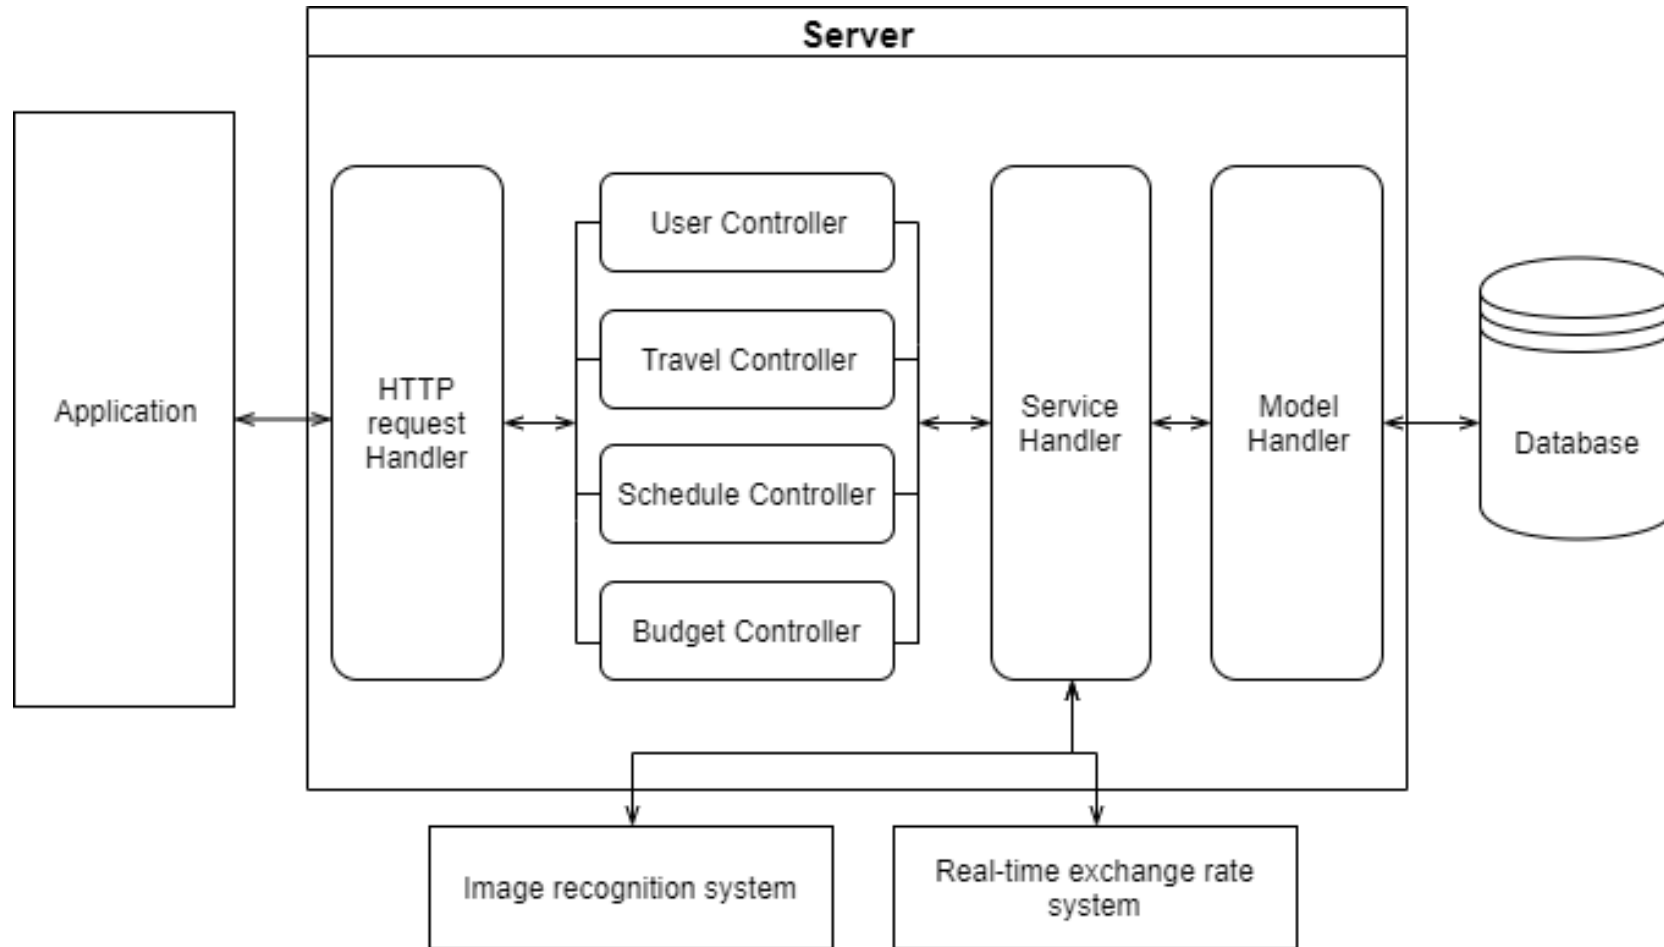 Server
Application
HTTP
request
Handler
User Controller
Travel Controller
Schedule Controller
Budget Controller
Service
Handler
Model
Handler
Database
Image recognition system
Real-time exchange rate
system